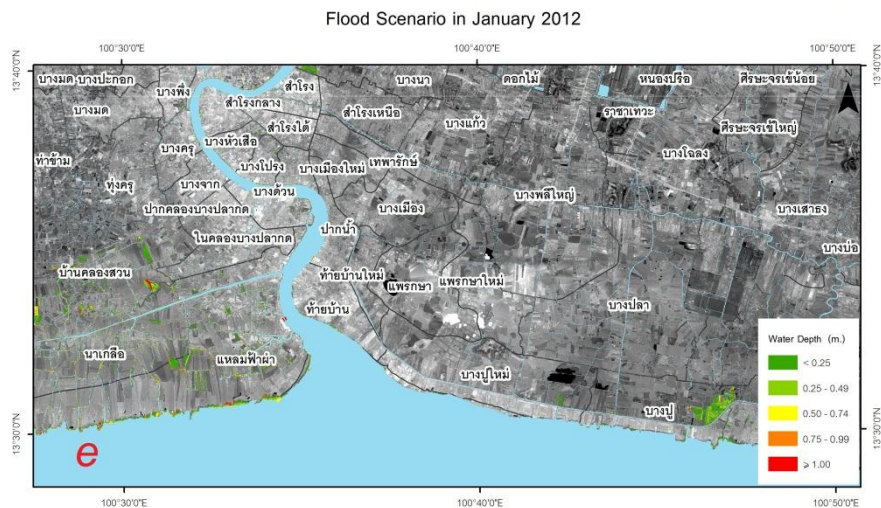 Flood Scenario in January 2012
100°30'0"E 100°40'0"E 100°50'0"E
13°40'0"N 13°40'0"N
บางมด บางปะกอก บางพึ่ง สำโรง บางนา ดอกไม้ หนองปรือ ศีรษะจรเข้น้อย
N
บางมด สำโรงกลาง สำโรงเหนือ บางแก้ว ราชาเทวะ ศีรษะจรเข้ใหญ่
สำโรงใต้
ท่าข้าม บางครุ บางหัวเสือ บางโฉลง
บางโปรง บางเมืองใหม่ เทพารักษ์
ทุ่งครุ บางจาก บางด้วน บางพลีใหญ่
ปากคลองบางปลากด บางเมือง บางเสาธง
ในคลองบางปลากด ปากน้ำ บางบ่อ
บ้านคลองสวน ท้ายบ้านใหม่ แพรกษา แพรกษาใหม่
ท้ายบ้าน บางปลา
นาเกลือ แหลมฟ้าผ่า
บางปูใหม่
บางปู
Water Depth (m.)
< 0.25
0.25 - 0.49
0.50 - 0.74
0.75 - 0.99
⩾ 1.00
13°30'0"N 13°30'0"N
e
100°30'0"E 100°40'0"E 100°50'0"E